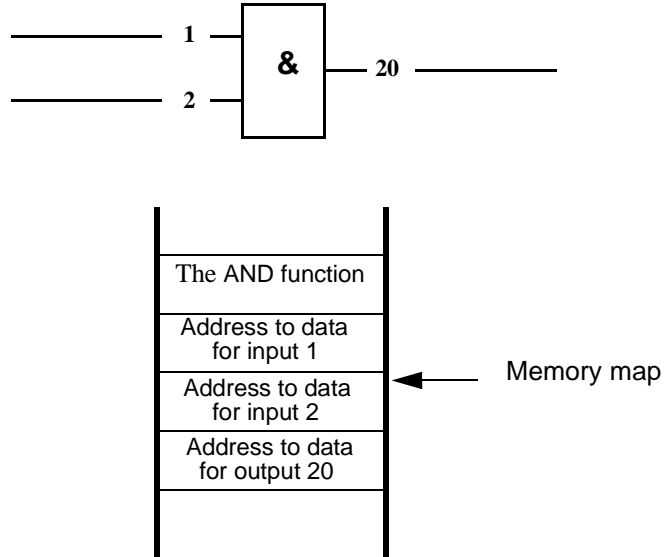 1
&
20
2
The AND function
Address to data
for input 1
Memory map
Address to data
for input 2
Address to data
for output 20